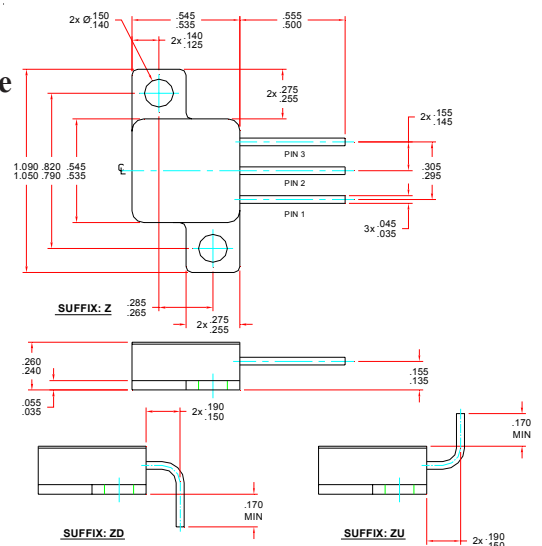 2x Ø.150
.140
.545
.535
.555
.500
2x .140
.125
e
2x .275
.255
2x .155
.145
PIN 3
1.090
1.050
.820
.790
.545
.535
℄
PIN 2
.305
.295
PIN 1
3x .045
.035
SUFFIX: Z
.285
.265
2x .275
.255
.260
.240
.155
.135
.055
.035
2x .190
.150
.170
MIN
.170
MIN
SUFFIX: ZD
SUFFIX: ZU
2x .190
.150